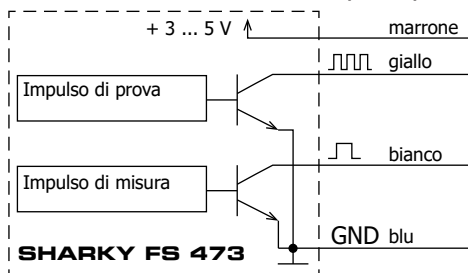 + 3 ... 5 V marrone
giallo
Impulso di prova
bianco
Impulso di misura
GND blu
SHARKY FS 473